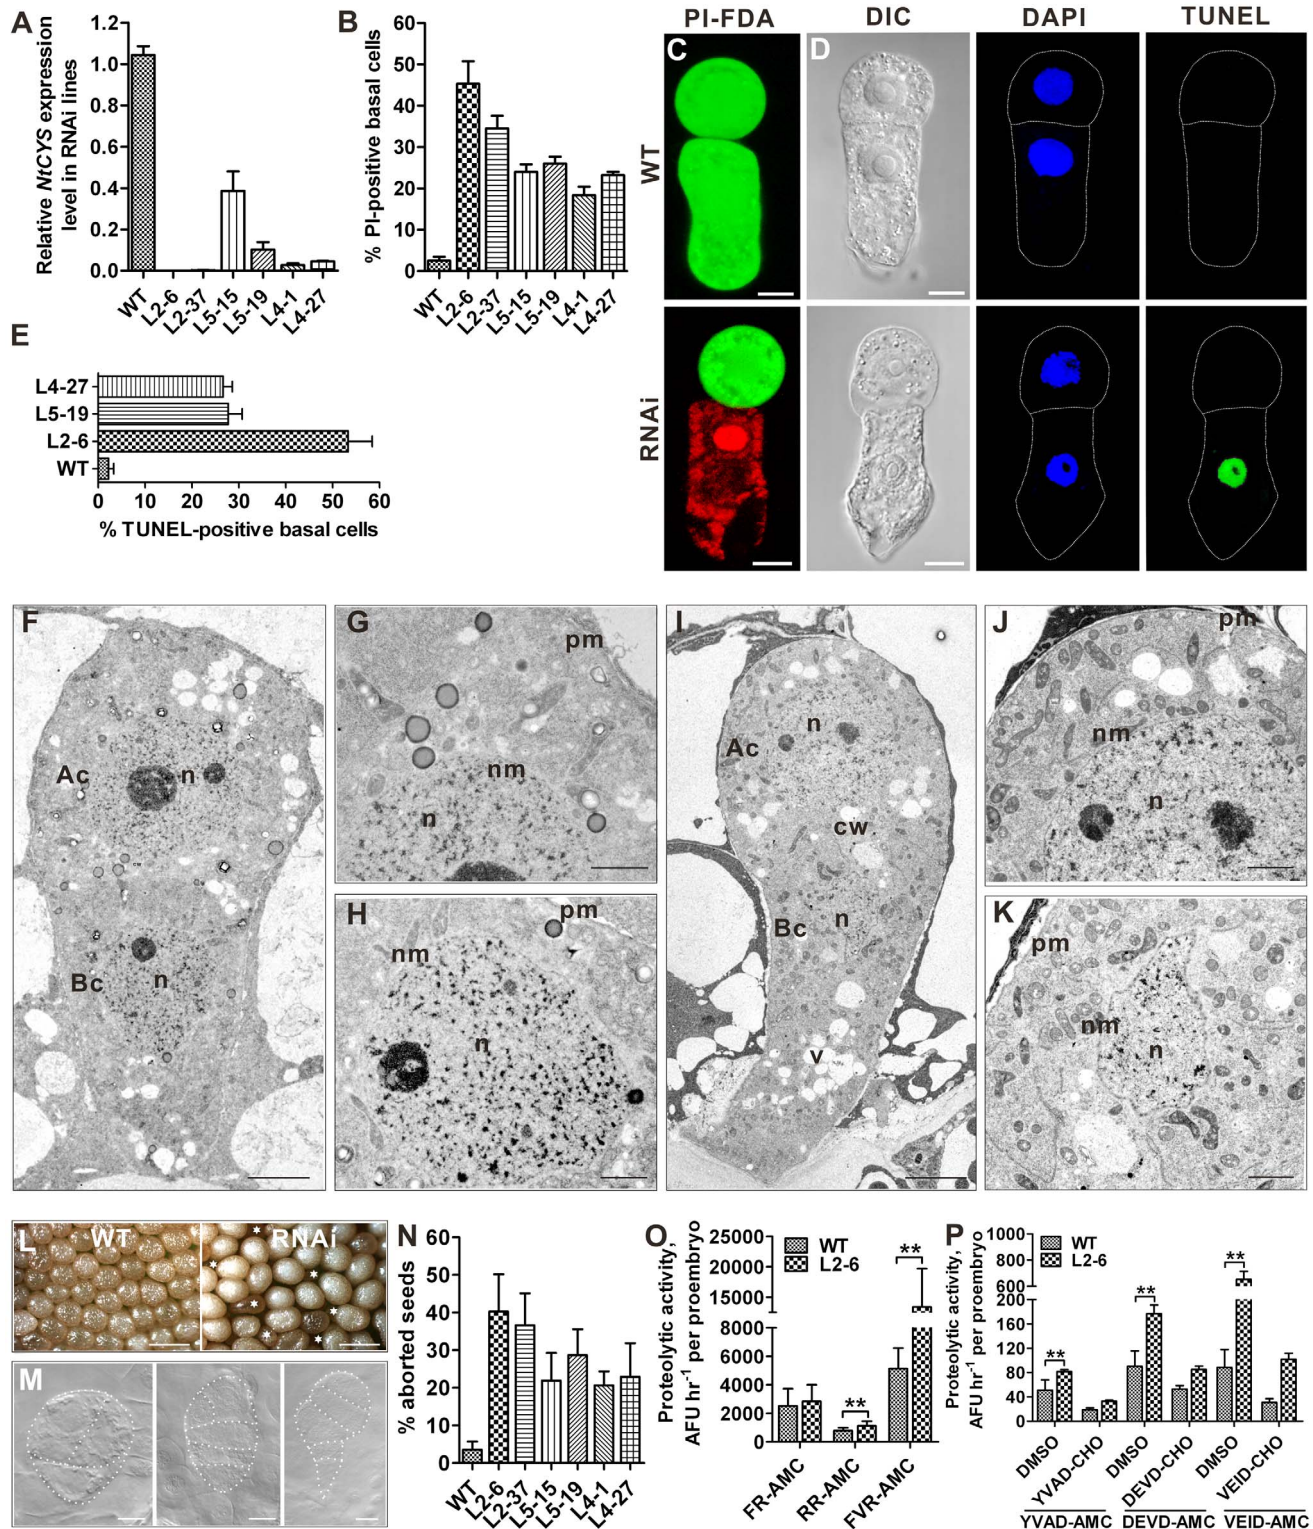 A
Relative NtCYS expression
level in RNAi lines
1.2
1.0
0.8
0.6
0.4
0.2
0.0
WT
L2-6
L2-37
L5-15
L5-19
L4-1
L4-27
B
% PI-positive basal cells
60
50
40
30
20
10
0
WT
L2-6
L2-37
L5-15
L5-19
L4-1
L4-27
PI-FDA
DIC
DAPI
TUNEL
C
D
WT
RNAi
E
L4-27
L5-19
L2-6
WT
0 10 20 30 40 50 60
% TUNEL-positive basal cells
F
Ac
n
cw
Bc
n
G
pm
nm
n
H
pm
nm
n
I
n
Ac
cw
n
Bc
v
J
pm
nm
n
K
pm
nm
n
L
WT
RNAi
M
N
% aborted seeds
60
50
40
30
20
10
0
WT
L2-6
L2-37
L5-15
L5-19
L4-1
L4-27
O
Proteolytic activity,
AFU hr-1 per proembryo
25000
20000
15000
10000
8000
6000
4000
2000
0
WT
L2-6
**
**
FR-AMC
RR-AMC
FVR-AMC
P
Proteolytic activity,
AFU hr-1 per proembryo
1000
800
600
400
200
160
120
80
40
0
WT
L2-6
**
**
**
DMSO
YVAD-CHO
DMSO
DEVD-CHO
DMSO
VEID-CHO
YVAD-AMC
DEVD-AMC
VEID-AMC